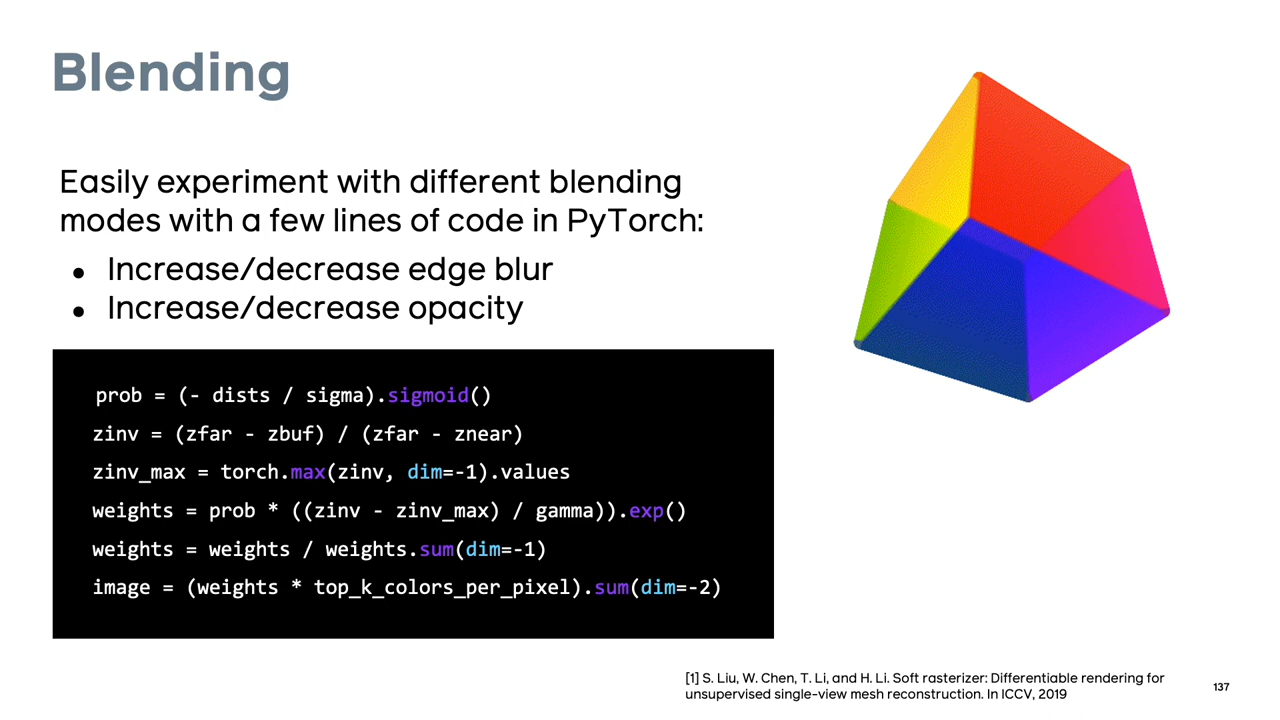 Blending
Easily experiment with different blending
modes with a few lines of code in PyTorch:
● Increase/decrease edge blur
● Increase/decrease opacity
prob = (- dists / sigma).sigmoid()
zinv = (zfar - zbuf) / (zfar - znear)
zinv_max = torch.max(zinv, dim=-1).values
weights = prob * ((zinv - zinv_max) / gamma)).exp()
weights = weights / weights.sum(dim=-1)
image = (weights * top_k_colors_per_pixel).sum(dim=-2)
[1] S. Liu, W. Chen, T. Li, and H. Li. Soft rasterizer: Differentiable rendering for
unsupervised single-view mesh reconstruction. In ICCV, 2019
137